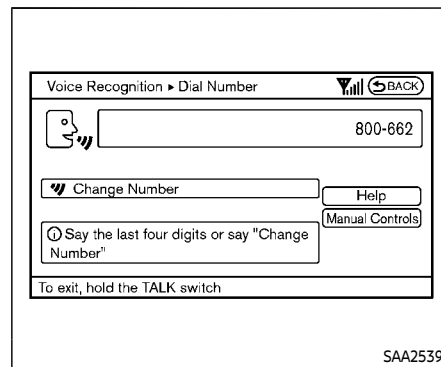 Voice Recognition ▸ Dial Number BACK
800-662
Change Number
Help
Manual Controls
Say the last four digits or say "Change
Number"
To exit, hold the TALK switch
SAA2539